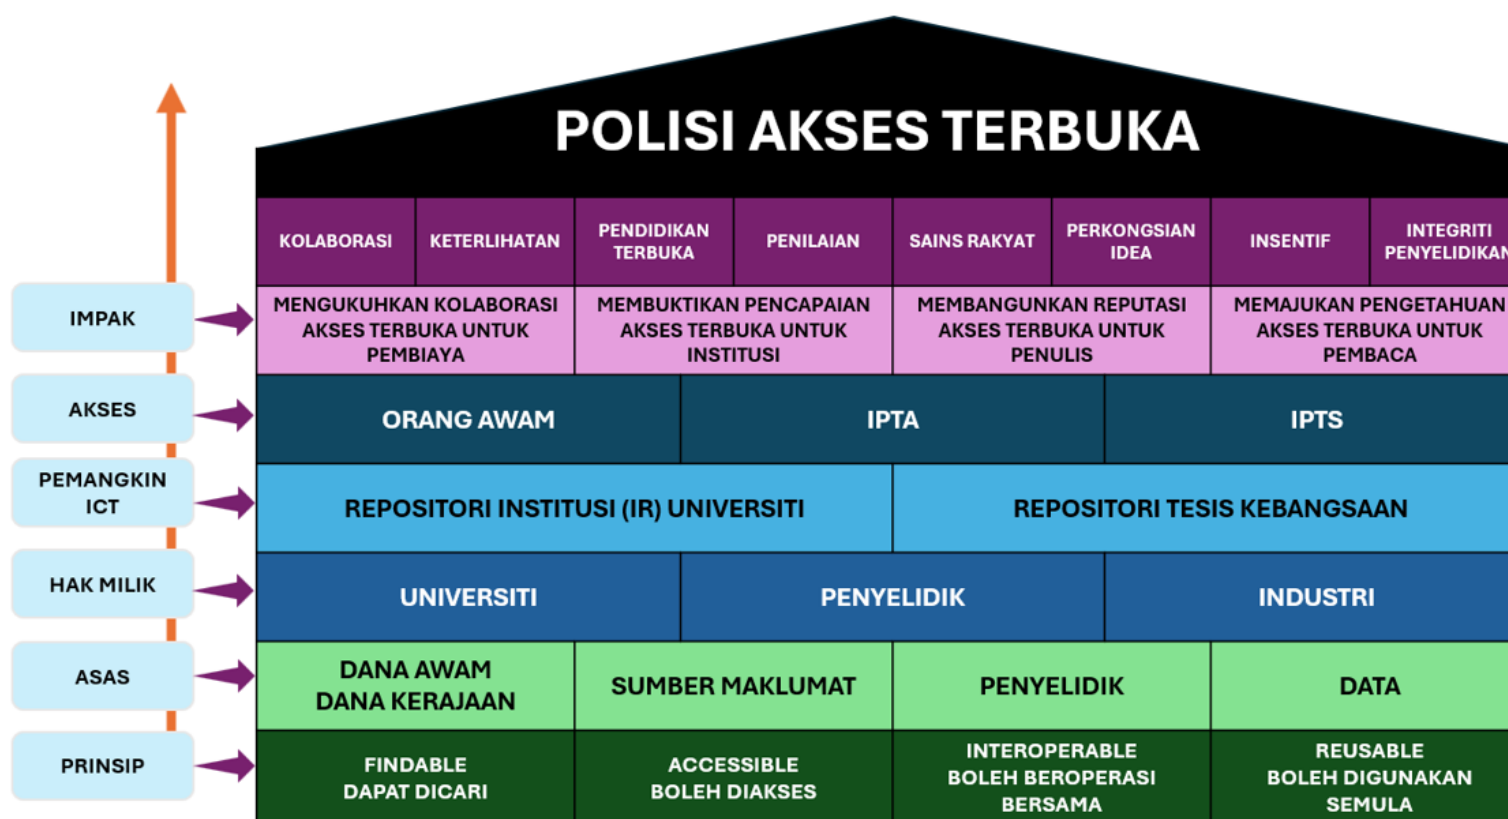 POLISI AKSES TERBUKA
KOLABORASI
KETERLIHATAN
PENDIDIKAN
TERBUKA
PENILAIAN
SAINS RAKYAT
PERKONGSIAN
IDEA
INSENTIF
INTEGRITI
PENYELIDIKAN
IMPAK
MENGUKUHKAN KOLABORASI
AKSES TERBUKA UNTUK
PEMBIAYA
MEMBUKTIKAN PENCAPAIAN
AKSES TERBUKA UNTUK
INSTITUSI
MEMBANGUNKAN REPUTASI
AKSES TERBUKA UNTUK
PENULIS
MEMAJUKAN PENGETAHUAN
AKSES TERBUKA UNTUK
PEMBACA
AKSES
ORANG AWAM
IPTA
IPTS
PEMANGKIN
ICT
REPOSITORI INSTITUSI (IR) UNIVERSITI
REPOSITORI TESIS KEBANGSAAN
HAK MILIK
UNIVERSITI
PENYELIDIK
INDUSTRI
ASAS
DANA AWAM
DANA KERAJAAN
SUMBER MAKLUMAT
PENYELIDIK
DATA
PRINSIP
FINDABLE
DAPAT DICARI
ACCESSIBLE
BOLEH DIAKSES
INTEROPERABLE
BOLEH BEROPERASI
BERSAMA
REUSABLE
BOLEH DIGUNAKAN
SEMULA